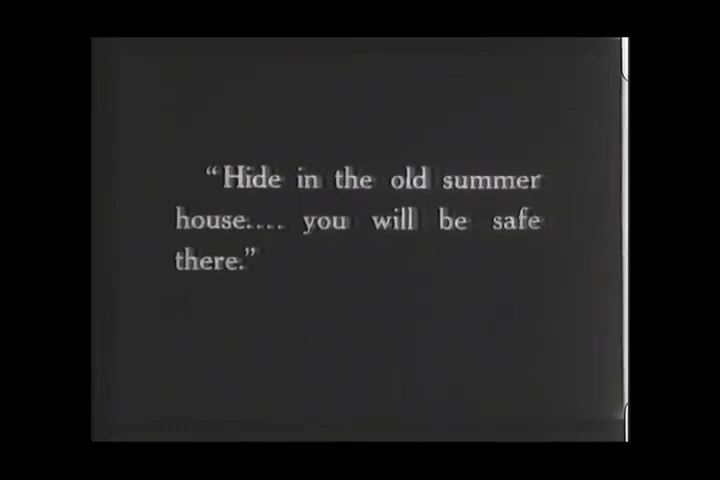 “Hide in the old summer
house.... you will be safe
there.”